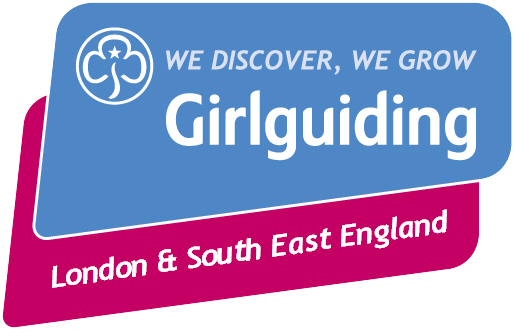 WE DISCOVER, WE GROW
Girlguiding
London & South East England